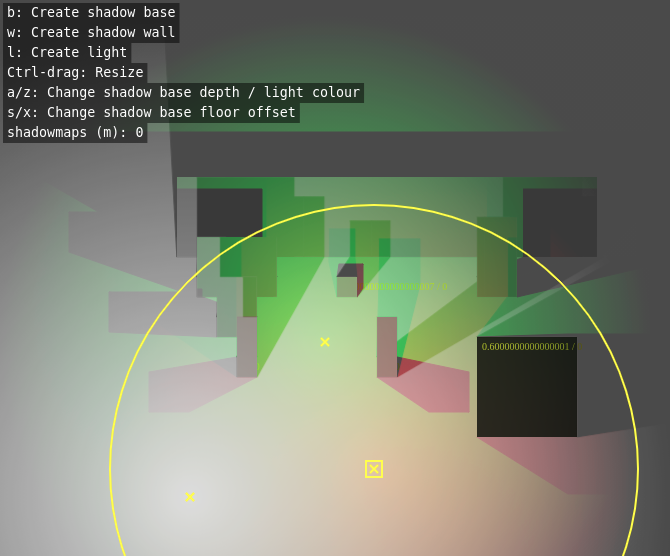 b: Create shadow base
w: Create shadow wall
l: Create light
Ctrl-drag: Resize
a/z: Change shadow base depth / light colour
s/x: Change shadow base floor offset
shadowmaps (m): 0
0.6000000000000001 /